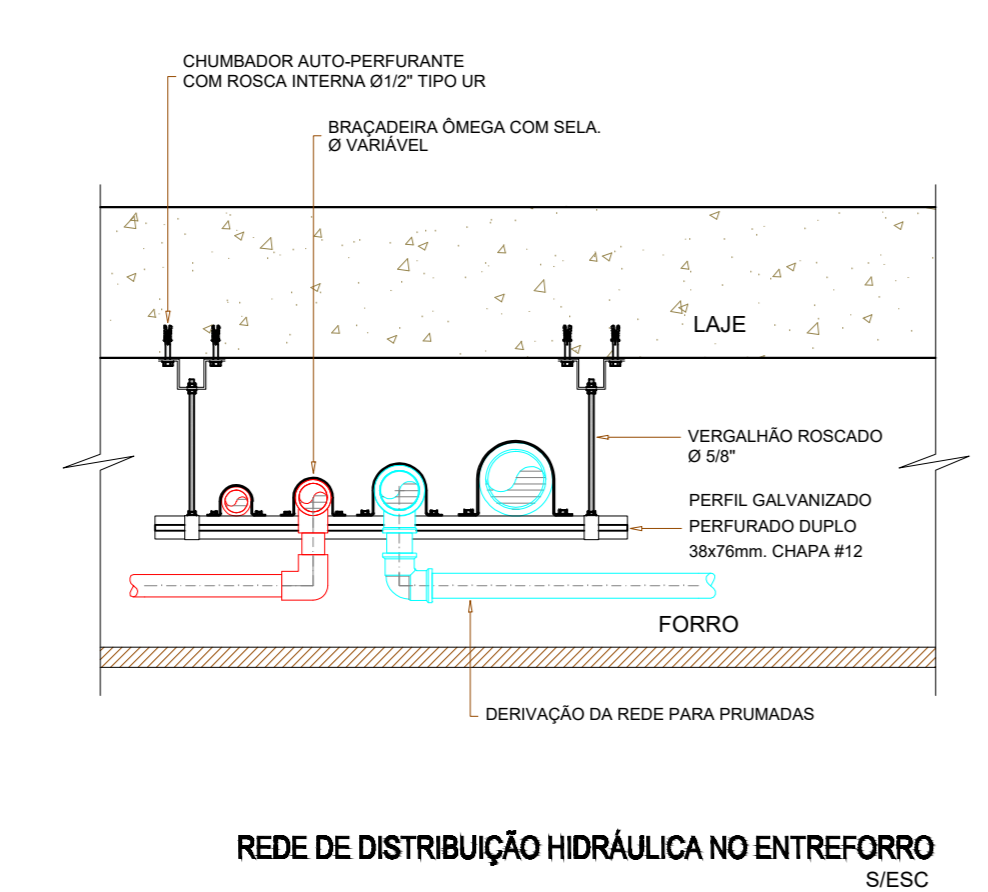 CHUMBADOR AUTO-PERFURANTE
COM ROSCA INTERNA Ø1/2" TIPO UR
BRAÇADEIRA ÔMEGA COM SELA.
Ø VARIÁVEL
LAJE
VERGALHÃO ROSCADO
Ø 5/8"
PERFIL GALVANIZADO
PERFURADO DUPLO
38x76mm. CHAPA #12
FORRO
DERIVAÇÃO DA REDE PARA PRUMADAS
REDE DE DISTRIBUIÇÃO HIDRÁULICA NO ENTREFORRO
S/ESC